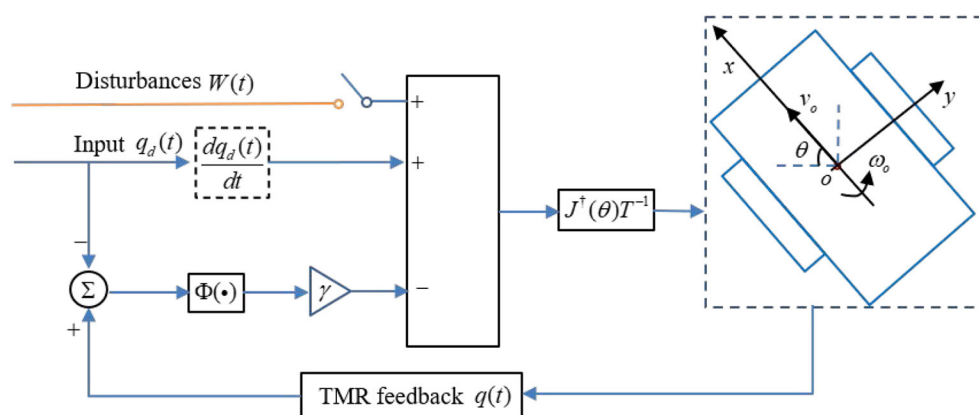 Disturbances W(t)
+
Input q_d(t)
dq_d(t)
dt
+
−
Σ
Φ(•)
γ
−
+
TMR feedback q(t)
J†(θ)T⁻¹
x
v_o
y
θ
o
ω_o